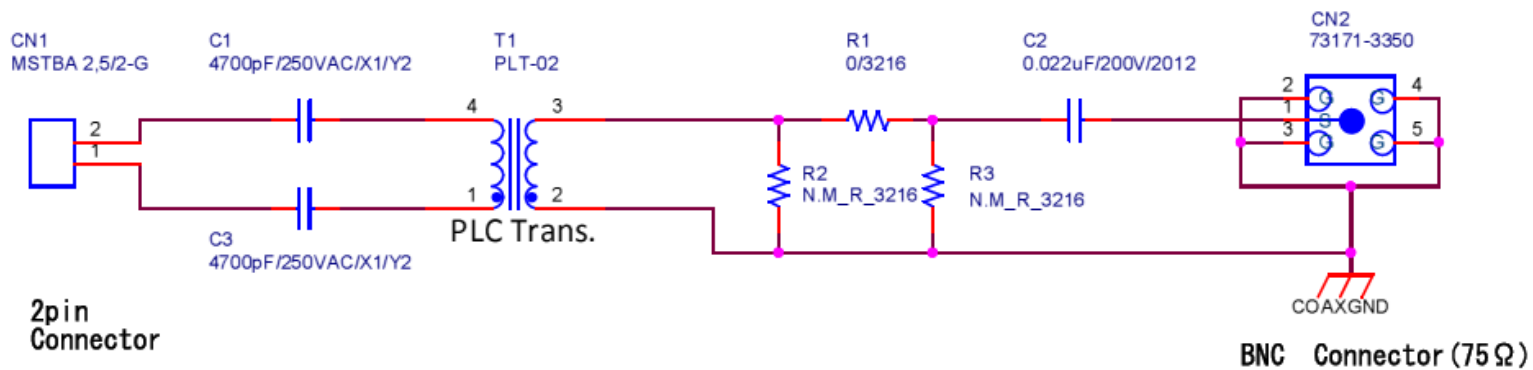 CN1
MSTBA 2,5/2-G
C1
4700pF/250VAC/X1/Y2
T1
PLT-02
R1
0/3216
C2
0.022uF/200V/2012
CN2
73171-3350
2
1
4
3
1
2
C3
4700pF/250VAC/X1/Y2
PLC Trans.
R2
N.M_R_3216
R3
N.M_R_3216
2
1
3
G
S
G
G
G
4
5
COAXGND
2pin
Connector
BNC Connector(75Ω)